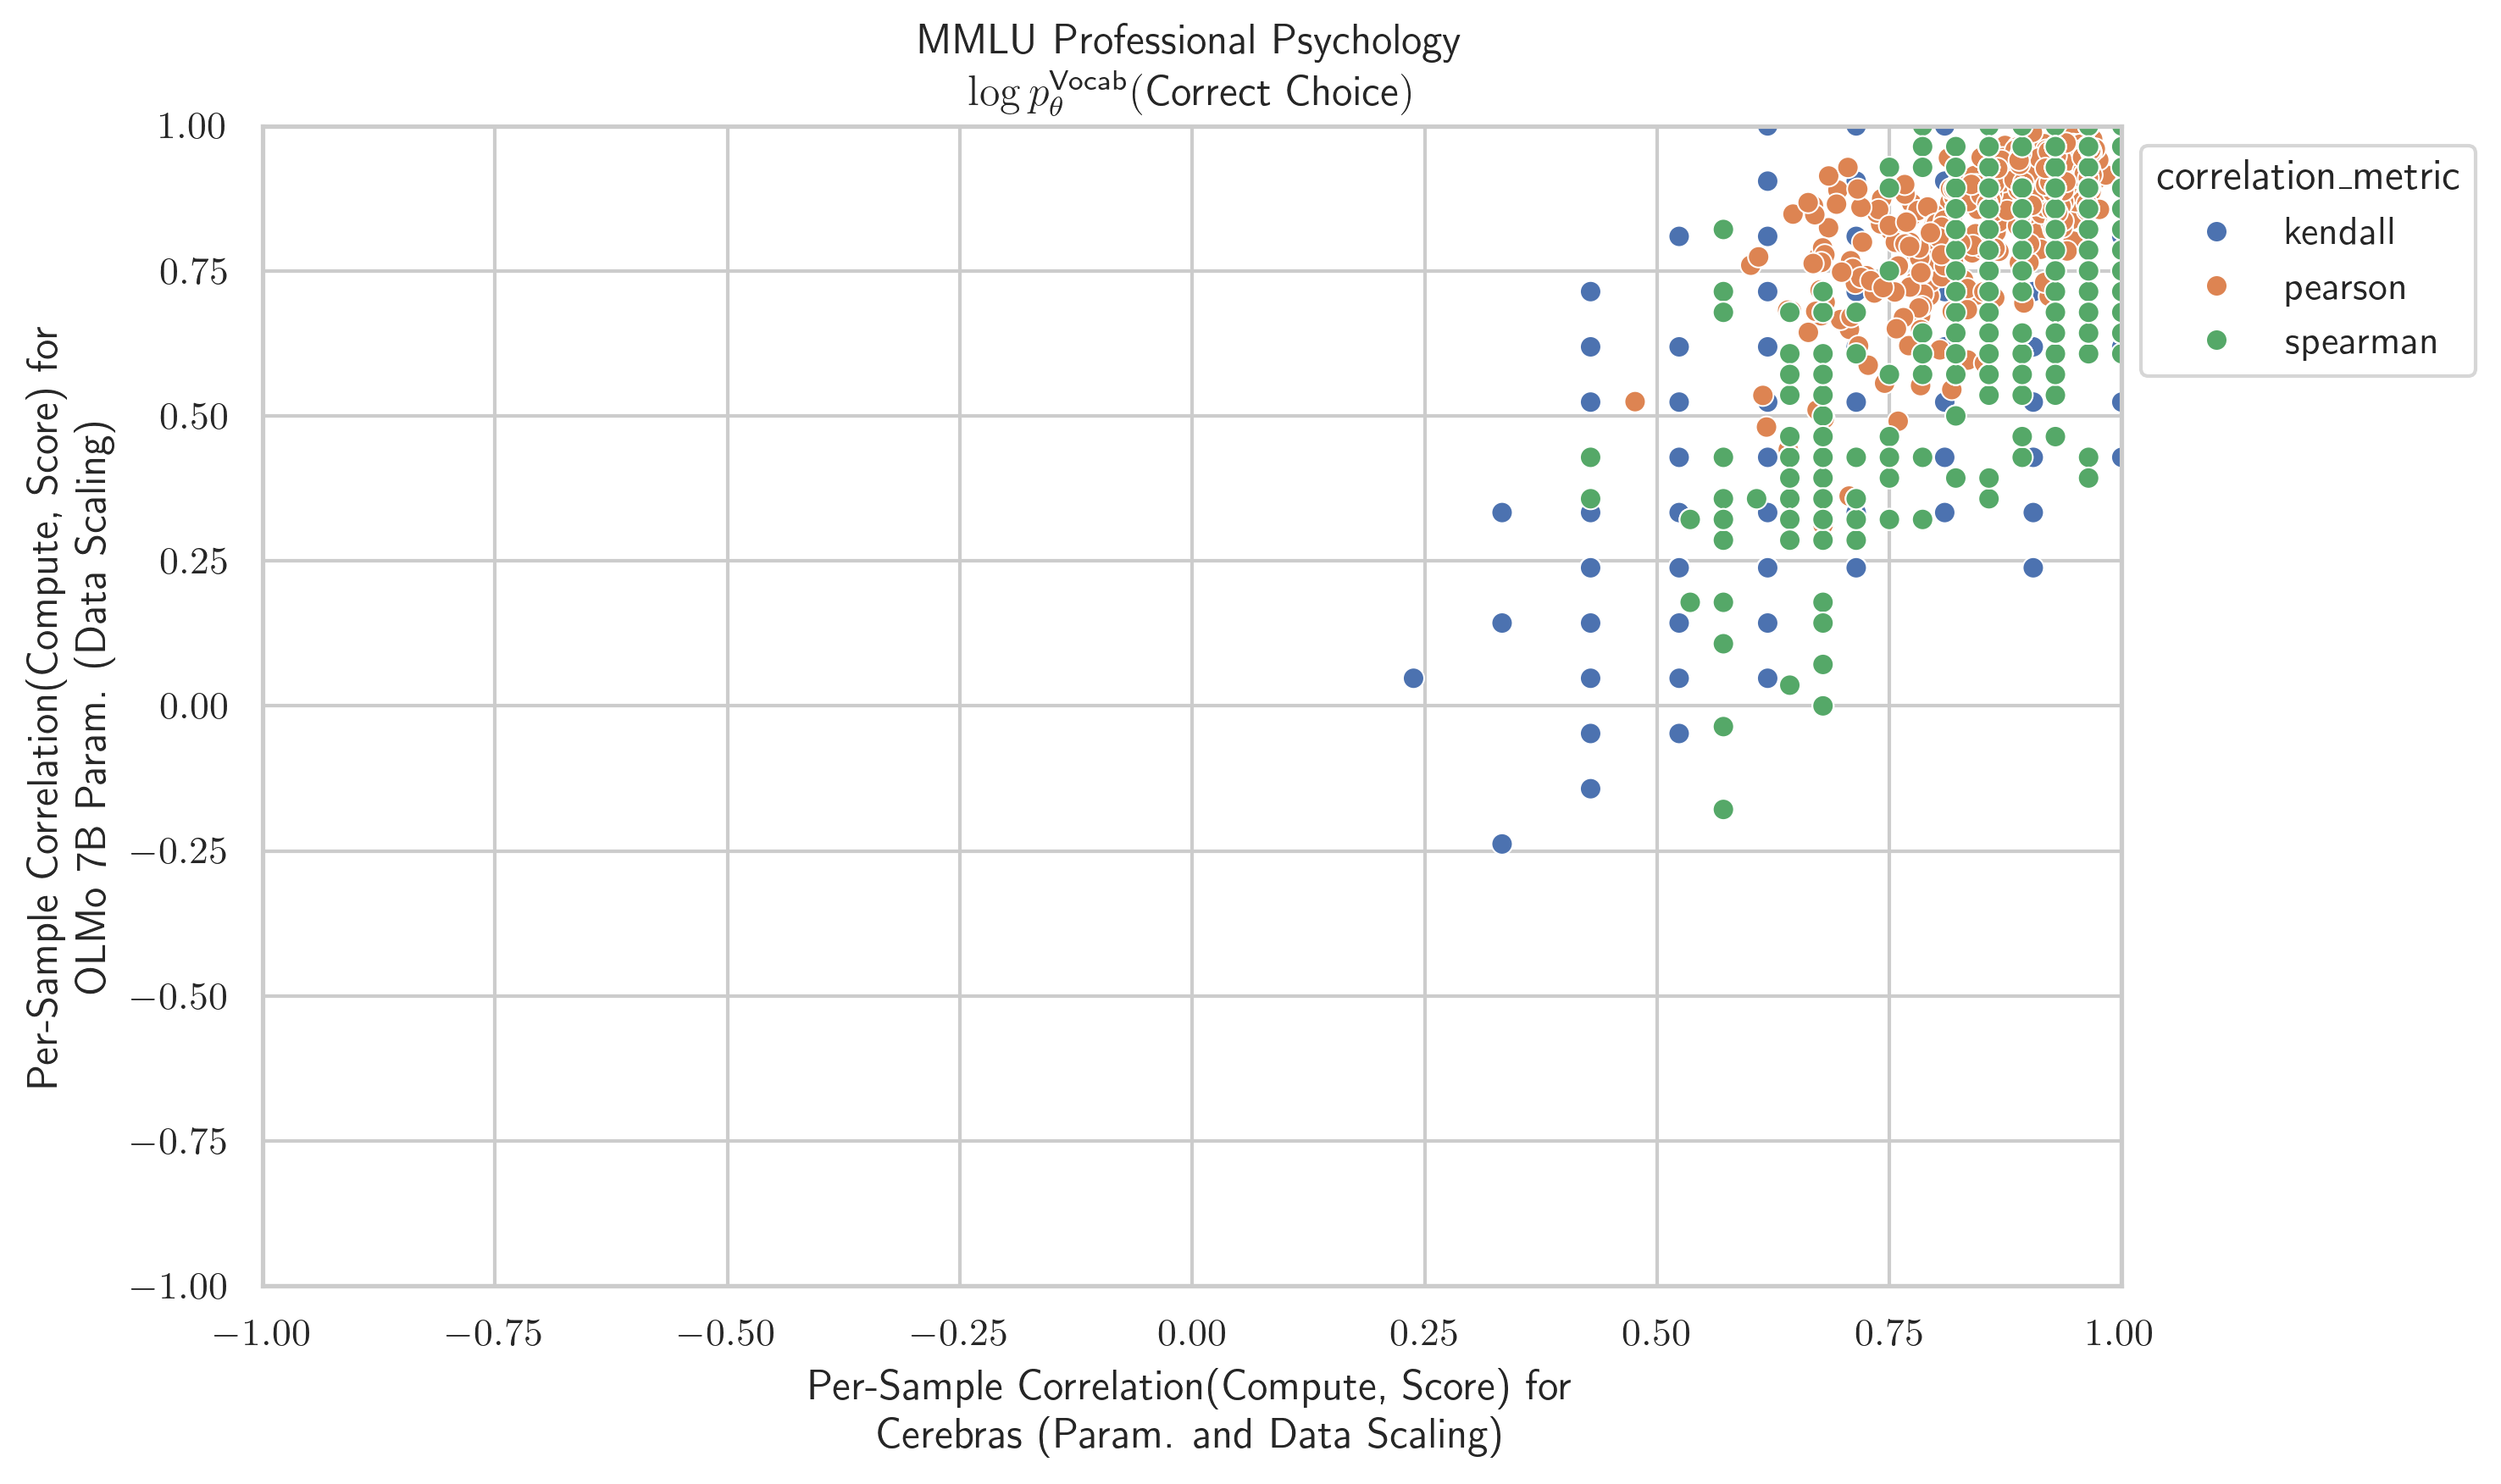 MMLU Professional Psychology
log p_θ^Vocab(Correct Choice)
1.00
0.75
0.50
0.25
0.00
−0.25
−0.50
−0.75
−1.00
Per-Sample Correlation(Compute, Score) for
OLMo 7B Param. (Data Scaling)
correlation_metric
kendall
pearson
spearman
−1.00
−0.75
−0.50
−0.25
0.00
0.25
0.50
0.75
1.00
Per-Sample Correlation(Compute, Score) for
Cerebras (Param. and Data Scaling)